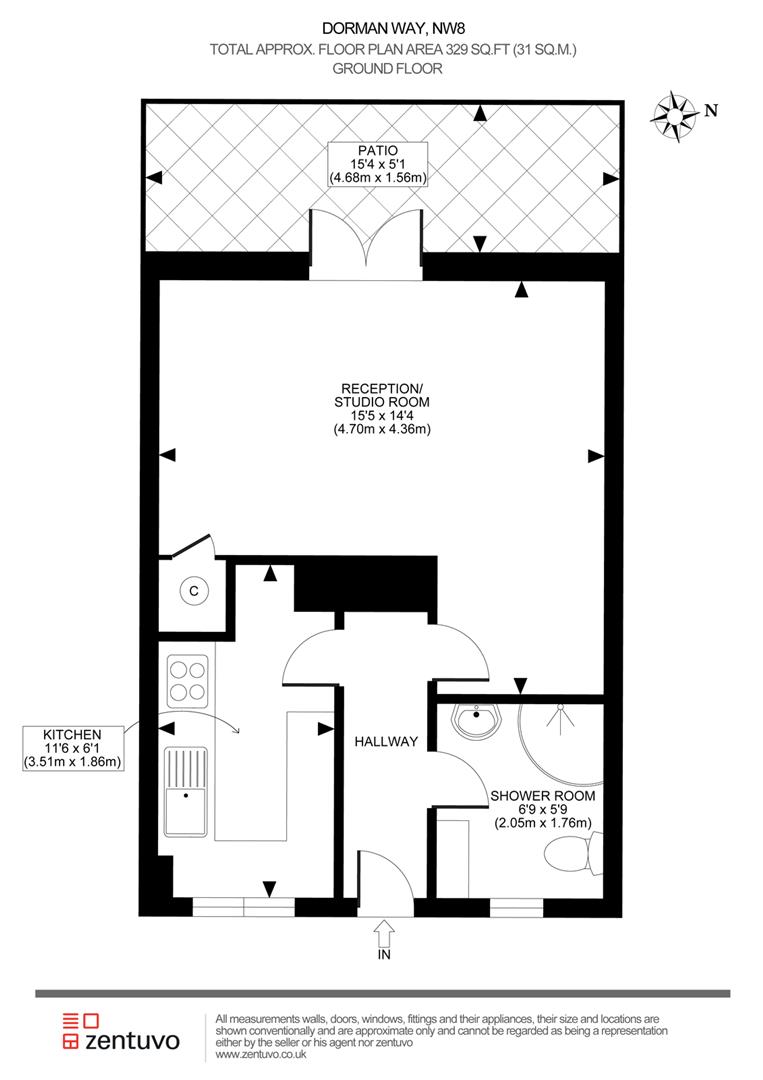 DORMAN WAY, NW8
TOTAL APPROX. FLOOR PLAN AREA 329 SQ.FT (31 SQ.M.)
GROUND FLOOR
N
PATIO
15'4 x 5'1
(4.68m x 1.56m)
RECEPTION/
STUDIO ROOM
15'5 x 14'4
(4.70m x 4.36m)
C
KITCHEN
11'6 x 6'1
(3.51m x 1.86m)
HALLWAY
SHOWER ROOM
6'9 x 5'9
(2.05m x 1.76m)
IN
zentuvo
All measurements walls, doors, windows, fittings and their appliances, their size and locations are
shown conventionally and are approximate only and cannot be regarded as being a representation
either by the seller or his agent nor zentuvo
www.zentuvo.co.uk